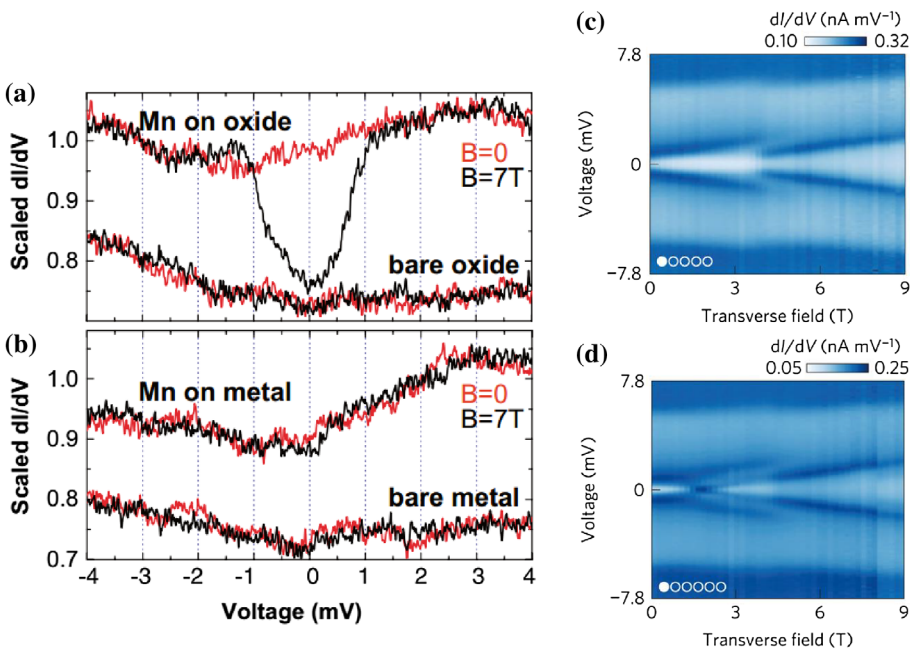 (a)
Scaled dI/dV
1.0
0.9
0.8
Mn on oxide
B=0
B=7T
bare oxide
(b)
Scaled dI/dV
1.0
0.9
0.8
0.7
Mn on metal
B=0
B=7T
bare metal
-4 -3 -2 -1 0 1 2 3 4
Voltage (mV)
(c)
dI/dV (nA mV−1)
0.10 0.32
7.8
0
−7.8
Voltage (mV)
0 3 6 9
Transverse field (T)
(d)
dI/dV (nA mV−1)
0.05 0.25
7.8
0
−7.8
Voltage (mV)
0 3 6 9
Transverse field (T)